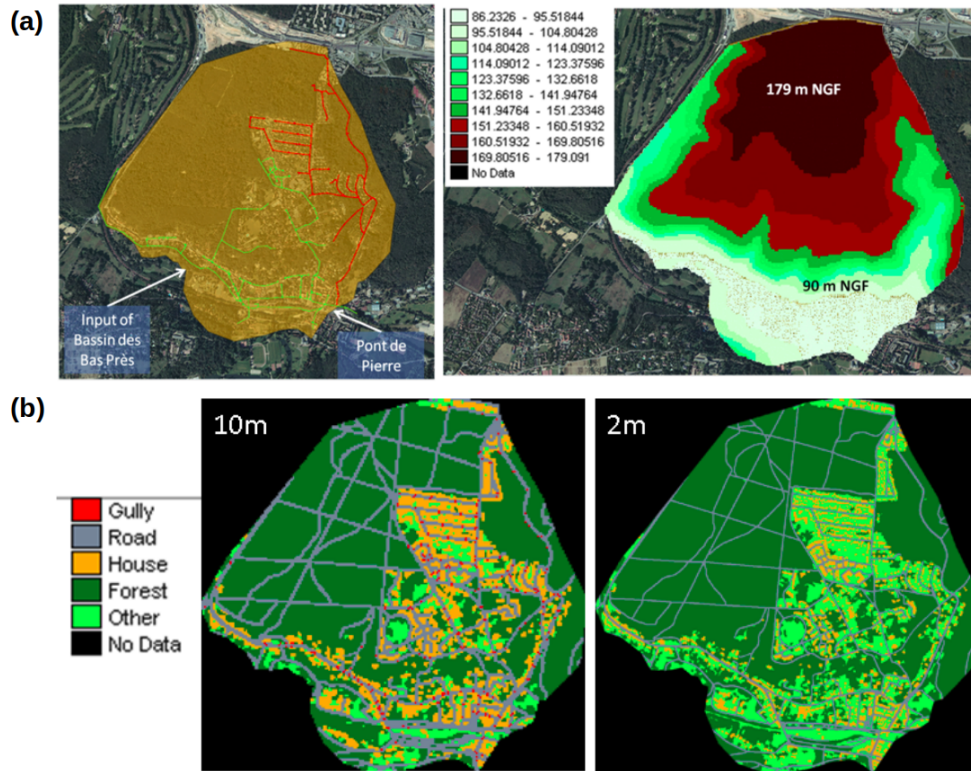 (a)
Input of
Bassin des
Bas Près
Pont de
Pierre
86.2326 - 95.51844
95.51844 - 104.80428
104.80428 - 114.09012
114.09012 - 123.37596
123.37596 - 132.6618
132.6618 - 141.94764
141.94764 - 151.23348
151.23348 - 160.51932
160.51932 - 169.80516
169.80516 - 179.091
No Data
179 m NGF
90 m NGF
(b)
Gully
Road
House
Forest
Other
No Data
10m
2m